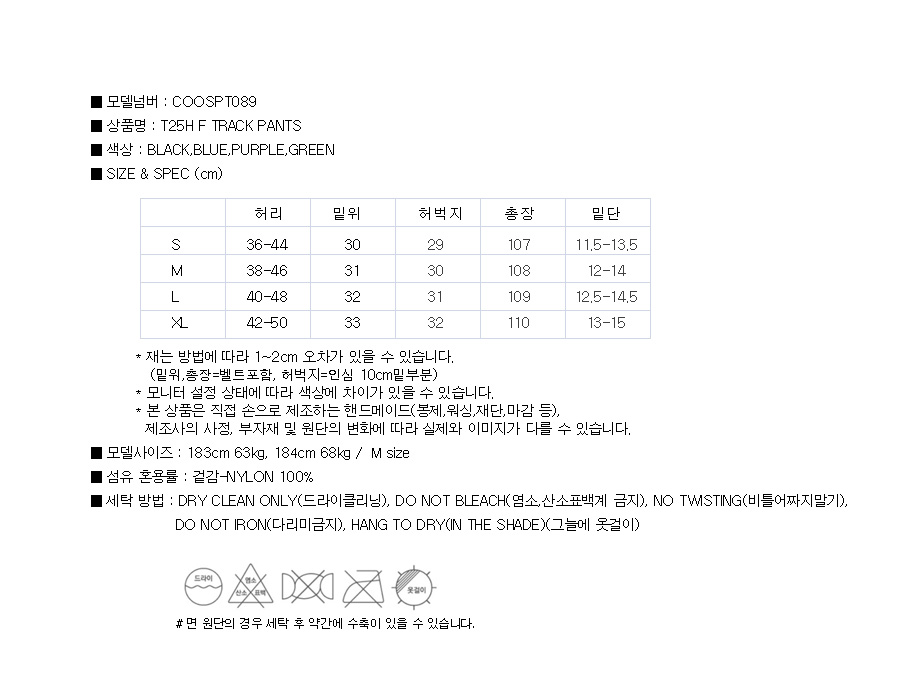 ■ 모델넘버 : COOSPT089
■ 상품명 : T25H F TRACK PANTS
■ 색상 : BLACK,BLUE,PURPLE,GREEN
■ SIZE & SPEC (cm)
허리 밑위 허벅지 총장 밑단
S 36-44 30 29 107 11.5-13.5
M 38-46 31 30 108 12-14
L 40-48 32 31 109 12.5-14.5
XL 42-50 33 32 110 13-15
* 재는 방법에 따라 1~2cm 오차가 있을 수 있습니다.
(밑위,총장=벨트포함, 허벅지=인심 10cm밑부분)
* 모니터 설정 상태에 따라 색상에 차이가 있을 수 있습니다.
* 본 상품은 직접 손으로 제조하는 핸드메이드(봉제,워싱,재단,마감 등),
제조사의 사정, 부자재 및 원단의 변화에 따라 실제와 이미지가 다를 수 있습니다.
■ 모델사이즈 : 183cm 63kg, 184cm 68kg / M size
■ 섬유 혼용률 : 겉감-NYLON 100%
■ 세탁 방법 : DRY CLEAN ONLY(드라이클리닝), DO NOT BLEACH(염소,산소표백계 금지), NO TWISTING(비틀어짜지말기),
DO NOT IRON(다리미금지), HANG TO DRY(IN THE SHADE)(그늘에 옷걸이)
드라이 염소 산소 표백 옷걸이
# 면 원단의 경우 세탁 후 약간에 수축이 있을 수 있습니다.